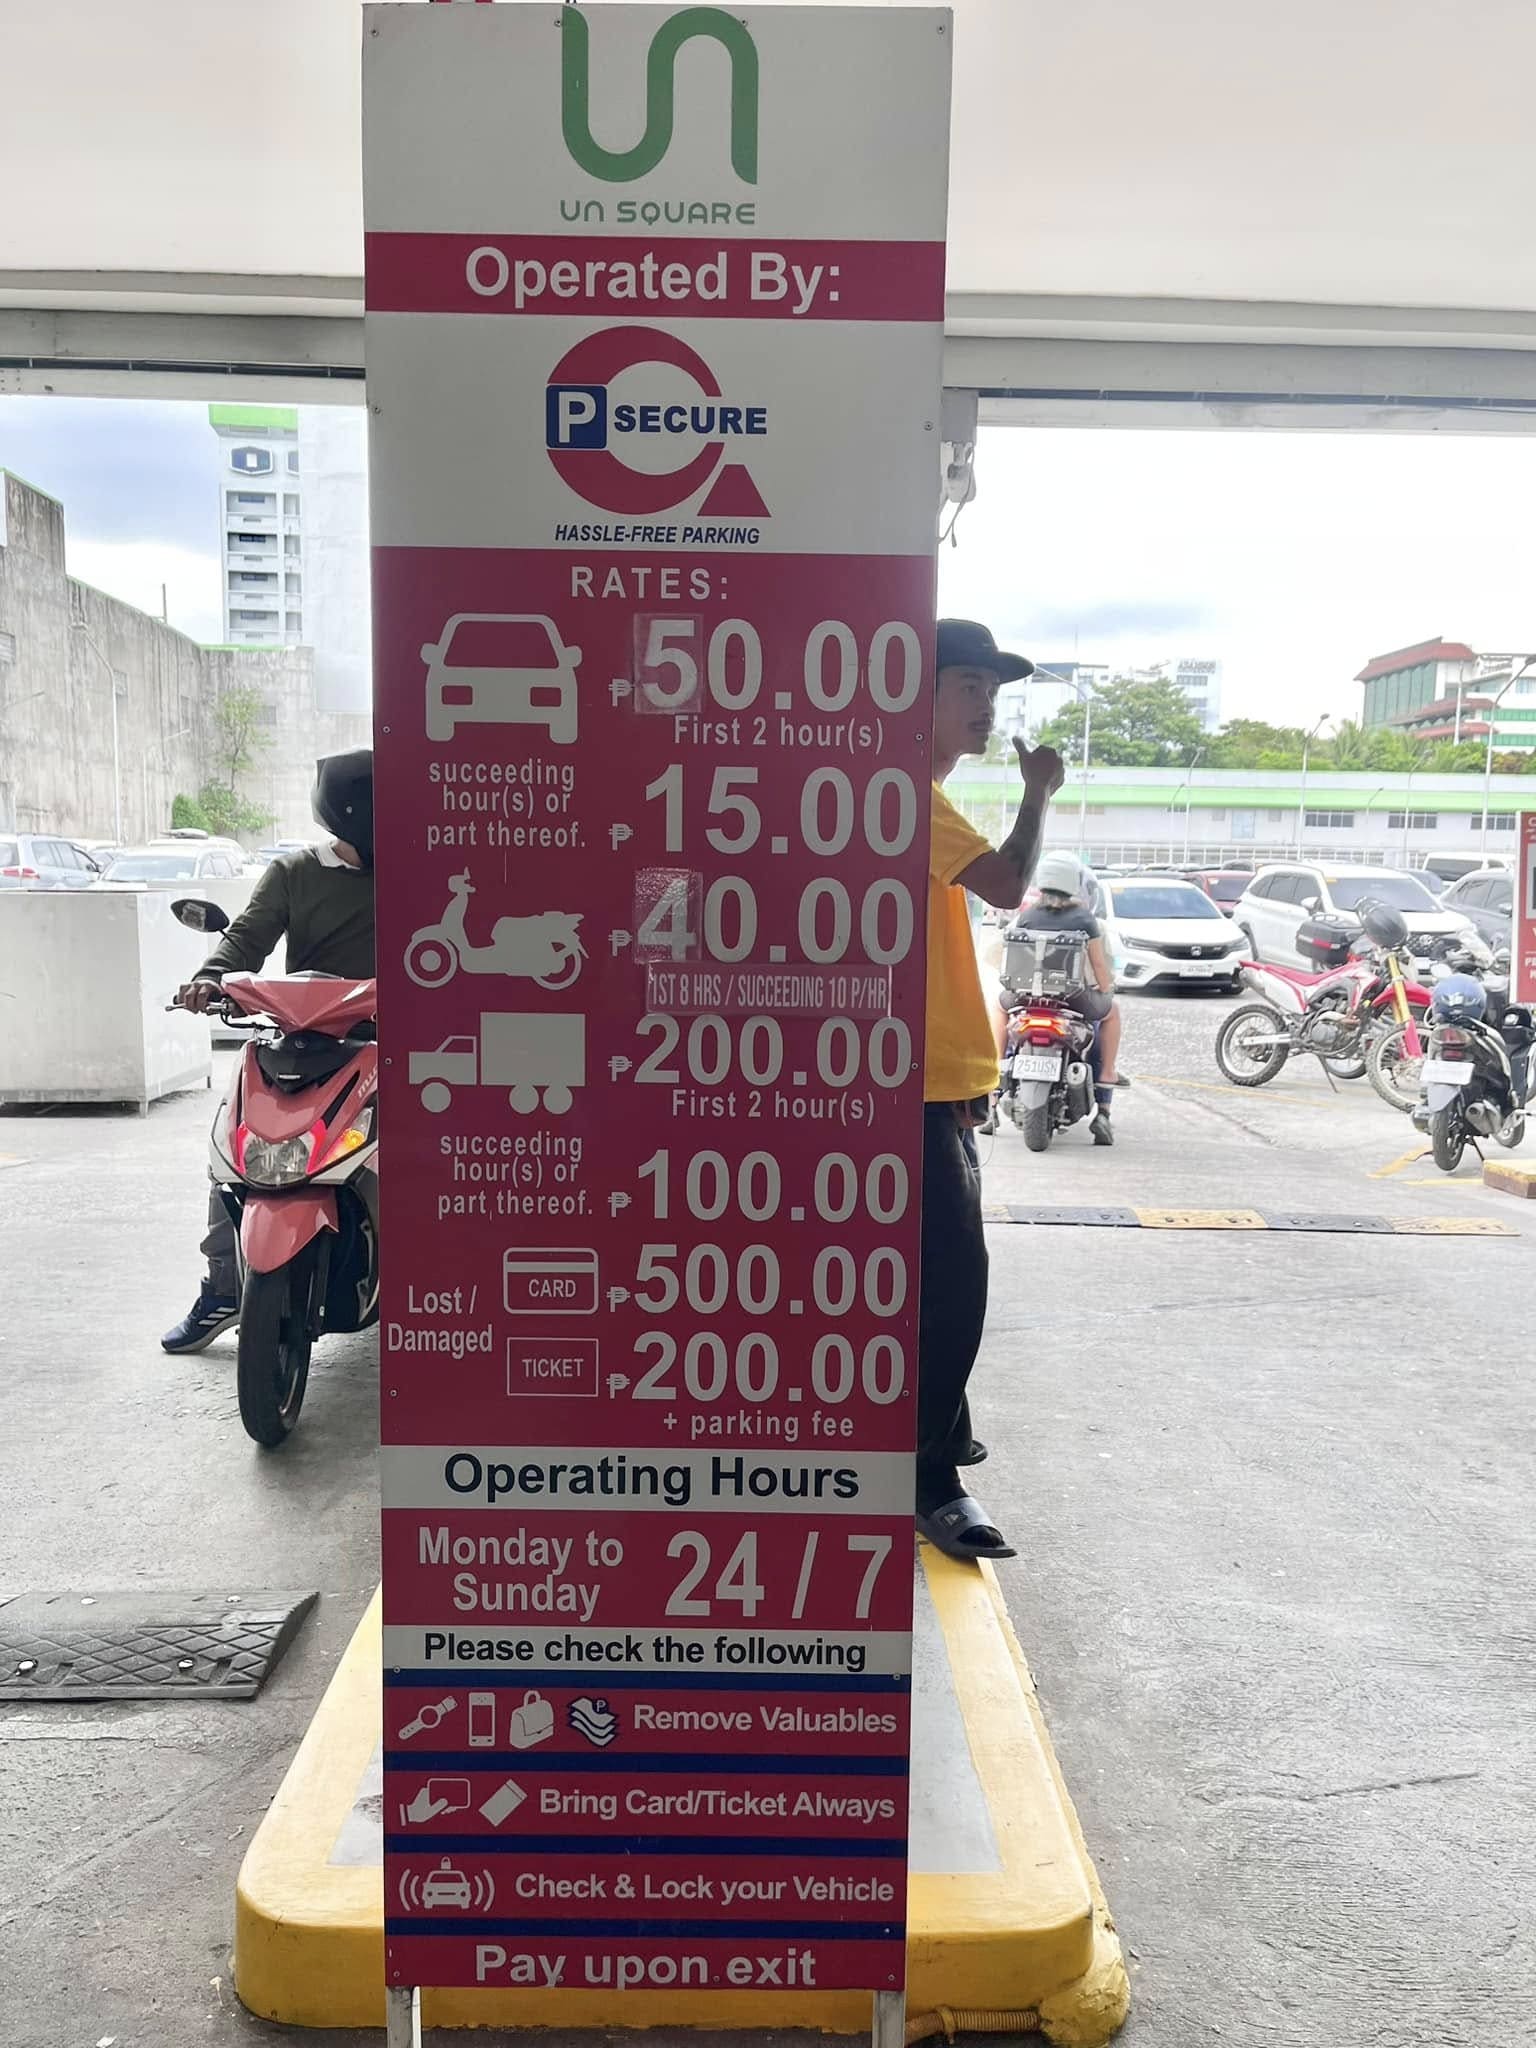 UN SQUARE
Operated By:
P SECURE
HASSLE-FREE PARKING
RATES:
₱ 50.00
First 2 hour(s)
succeeding
hour(s) or
part thereof.
₱ 15.00
₱ 40.00
1ST 8 HRS / SUCCEEDING 10 P/HR
₱ 200.00
First 2 hour(s)
succeeding
hour(s) or
part thereof.
₱ 100.00
Lost /
Damaged
CARD
₱ 500.00
TICKET
₱ 200.00
+ parking fee
Operating Hours
Monday to
Sunday
24 / 7
Please check the following
P
Remove Valuables
Bring Card/Ticket Always
Check & Lock your Vehicle
Pay upon exit
251USN